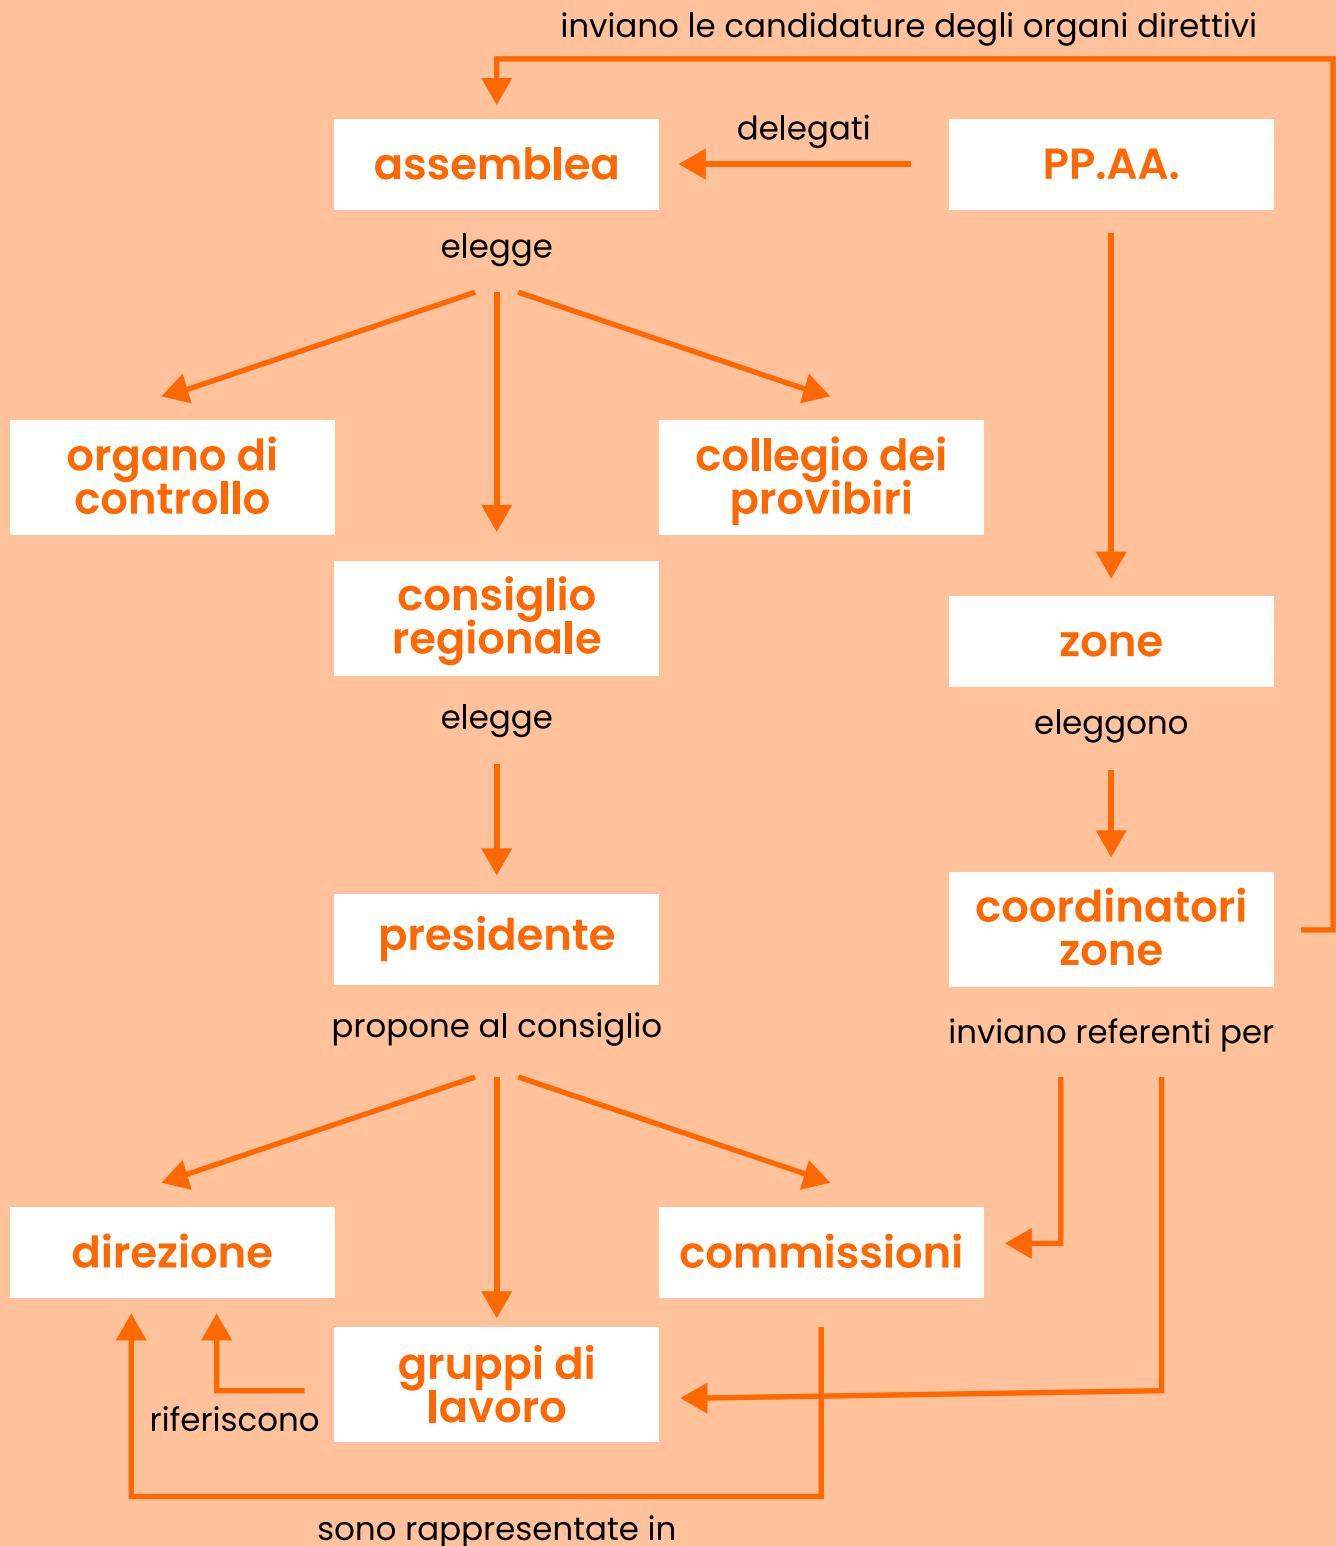 inviano le candidature degli organi direttivi
delegati
assemblea
PP.AA.
elegge
organo di
controllo
collegio dei
provibiri
consiglio
regionale
zone
elegge
eleggono
presidente
coordinatori
zone
propone al consiglio
inviano referenti per
direzione
commissioni
gruppi di
lavoro
riferiscono
sono rappresentate in